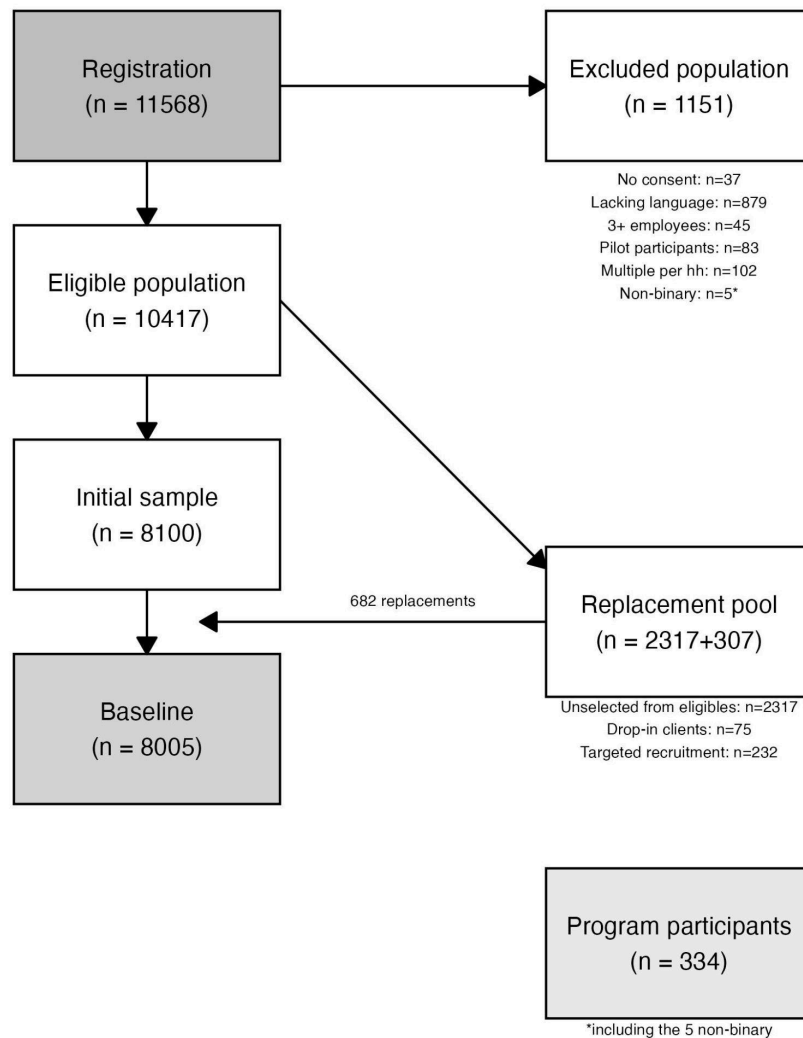 Registration
(n = 11568)
Excluded population
(n = 1151)
No consent: n=37
Lacking language: n=879
3+ employees: n=45
Pilot participants: n=83
Multiple per hh: n=102
Non-binary: n=5*
Eligible population
(n = 10417)
Initial sample
(n = 8100)
682 replacements
Replacement pool
(n = 2317+307)
Unselected from eligibles: n=2317
Drop-in clients: n=75
Targeted recruitment: n=232
Baseline
(n = 8005)
Program participants
(n = 334)
*including the 5 non-binary